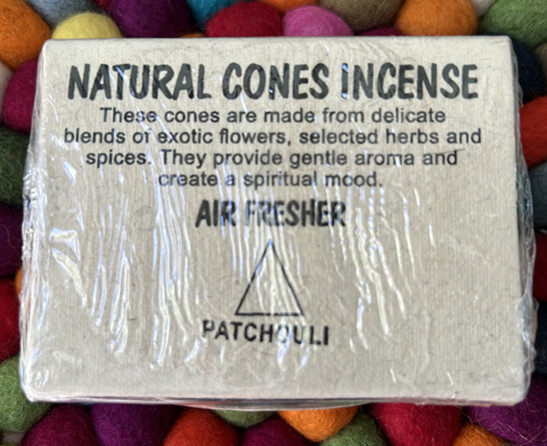 NATURAL CONES INCENSE
These cones are made from delicate
blends of exotic flowers, selected herbs and
spices. They provide gentle aroma and
create a spiritual mood.
AIR FRESHER
PATCHOULI